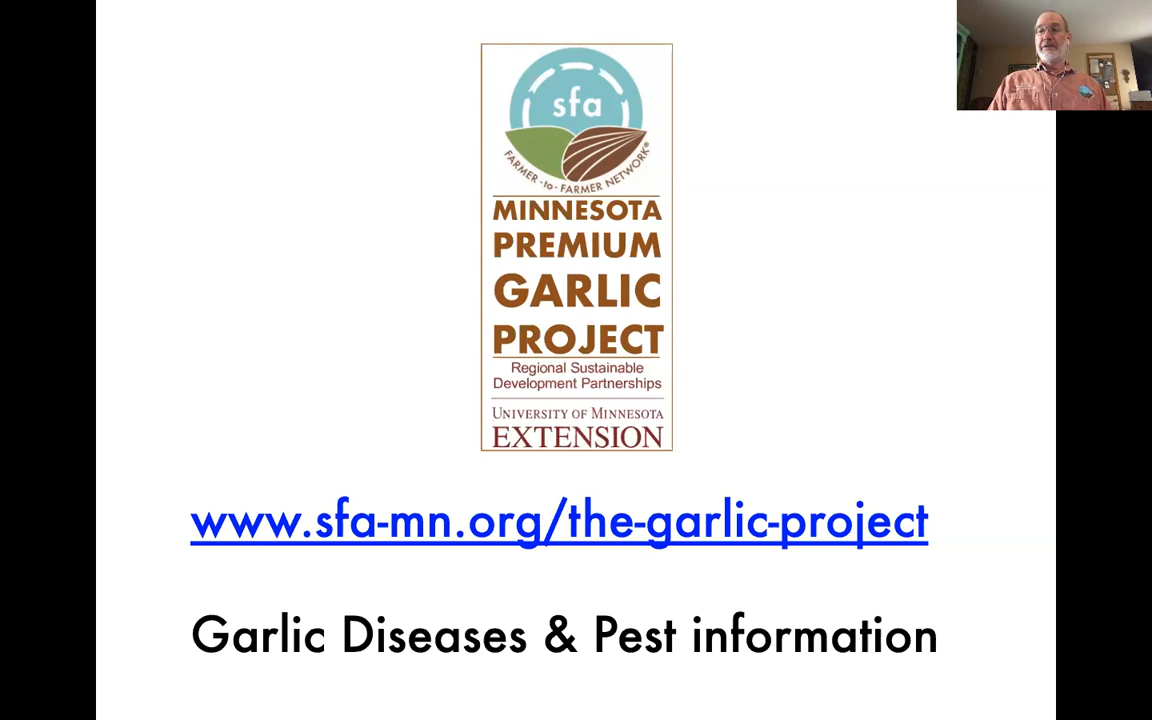 sfa
FARMER -to- FARMER NETWORK®
MINNESOTA
PREMIUM
GARLIC
PROJECT
Regional Sustainable
Development Partnerships
UNIVERSITY OF MINNESOTA
EXTENSION
www.sfa-mn.org/the-garlic-project
Garlic Diseases & Pest information